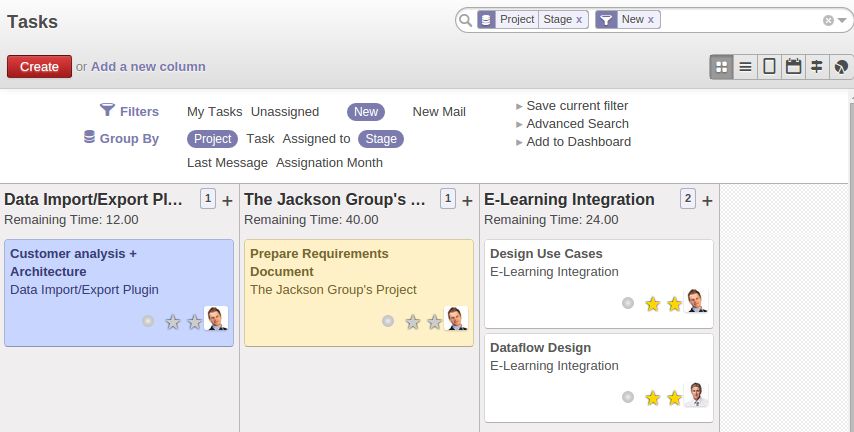 Tasks
Project Stage x New x
Create or Add a new column
Filters My Tasks Unassigned New New Mail
Group By Project Task Assigned to Stage
Last Message Assignation Month
Save current filter
Advanced Search
Add to Dashboard
Data Import/Export Pl... 1 +
Remaining Time: 12.00
Customer analysis +
Architecture
Data Import/Export Plugin
The Jackson Group's ... 1 +
Remaining Time: 40.00
Prepare Requirements
Document
The Jackson Group's Project
E-Learning Integration 2 +
Remaining Time: 24.00
Design Use Cases
E-Learning Integration
Dataflow Design
E-Learning Integration